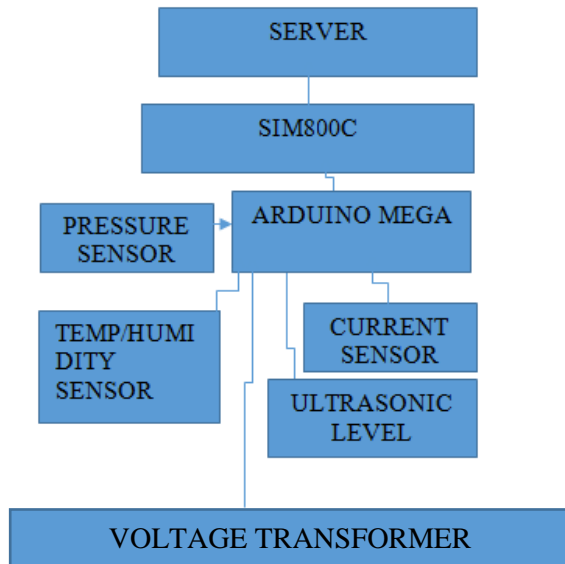 SERVER
SIM800C
ARDUINO MEGA
PRESSURE
SENSOR
TEMP/HUMI
DITY
SENSOR
CURRENT
SENSOR
ULTRASONIC
LEVEL
VOLTAGE TRANSFORMER